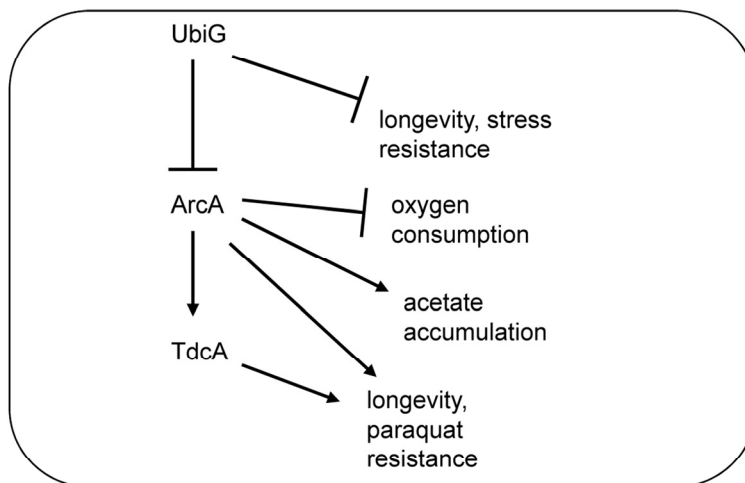 UbiG
longevity, stress
resistance
ArcA
oxygen
consumption
acetate
accumulation
TdcA
longevity,
paraquat
resistance